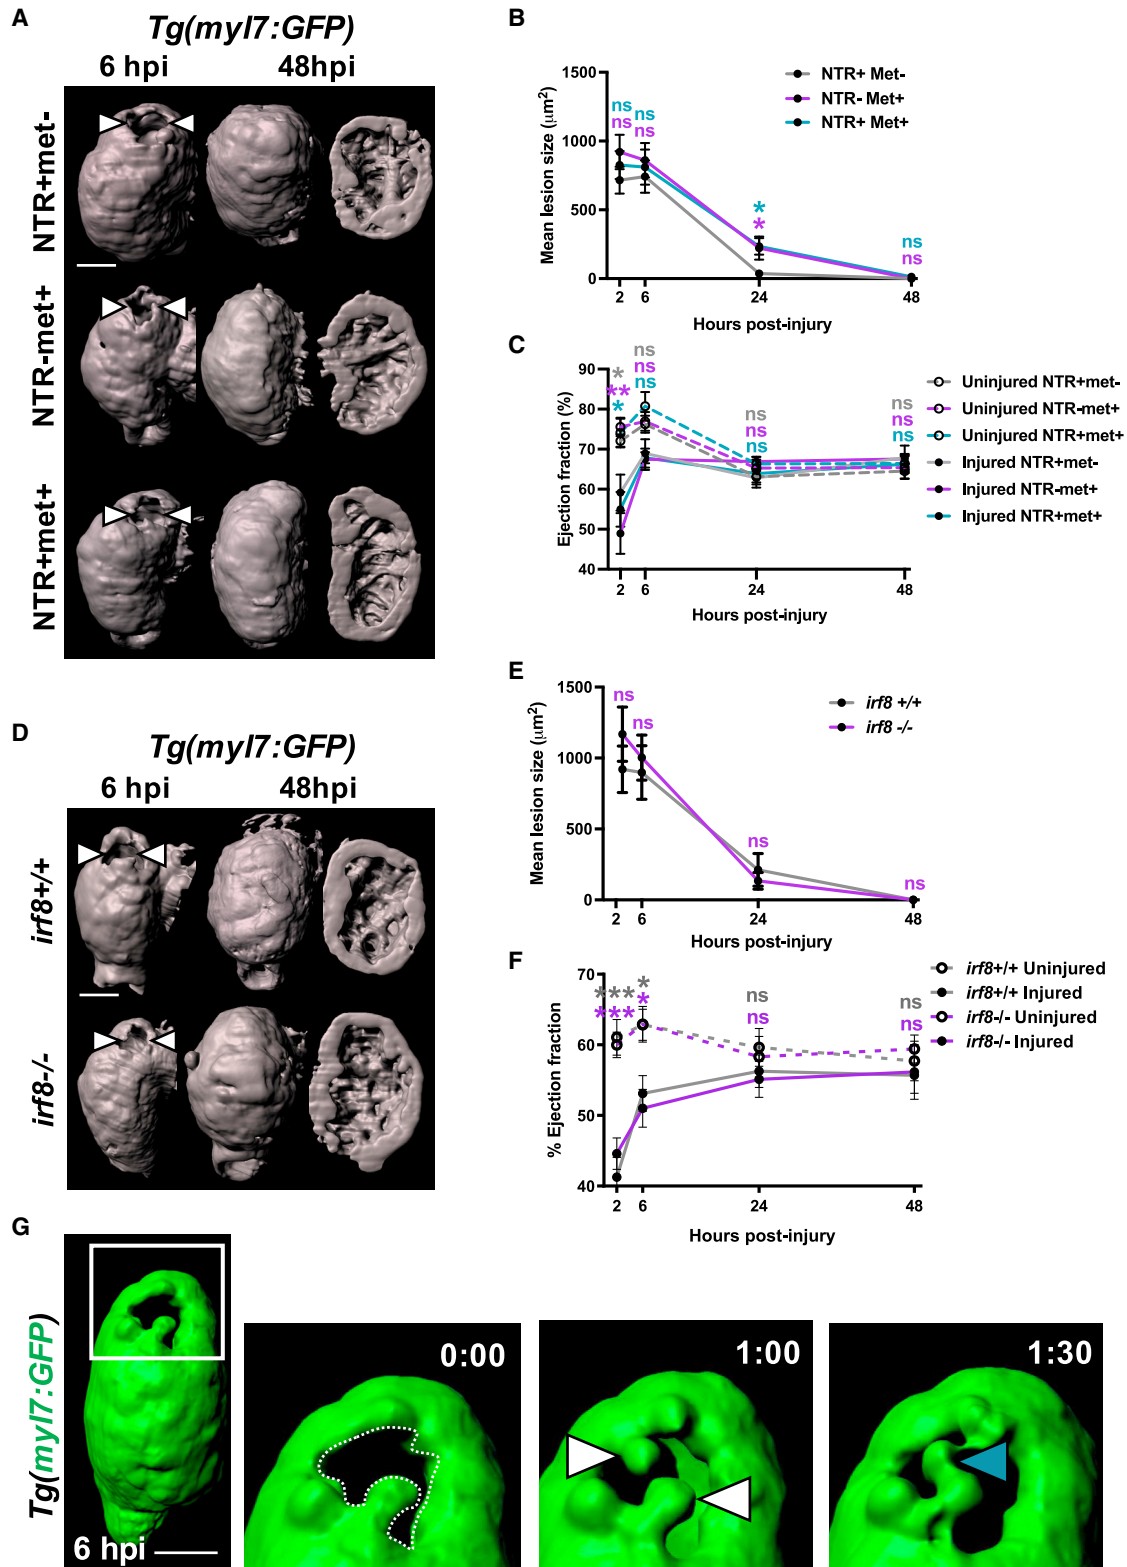 A
Tg(myl7:GFP)
6 hpi
48hpi
NTR+met-
NTR-met+
NTR+met+
B
Mean lesion size (μm²)
1500
1000
500
0
ns
ns
ns
ns
*
*
ns
ns
2
6
24
48
Hours post-injury
NTR+ Met-
NTR- Met+
NTR+ Met+
C
Ejection fraction (%)
90
80
70
60
50
40
*
**
*
ns
ns
ns
ns
ns
ns
ns
ns
ns
2
6
24
48
Hours post-injury
Uninjured NTR+met-
Uninjured NTR-met+
Uninjured NTR+met+
Injured NTR+met-
Injured NTR-met+
Injured NTR+met+
D
Tg(myl7:GFP)
6 hpi
48hpi
irf8+/+
irf8-/-
E
Mean lesion size (μm²)
1500
1000
500
0
ns
ns
ns
ns
2
6
24
48
Hours post-injury
irf8 +/+
irf8 -/-
F
% Ejection fraction
70
60
50
40
***
***
*
*
ns
ns
ns
ns
2
6
24
48
Hours post-injury
irf8+/+ Uninjured
irf8+/+ Injured
irf8-/- Uninjured
irf8-/- Injured
G
Tg(myl7:GFP)
6 hpi
0:00
1:00
1:30